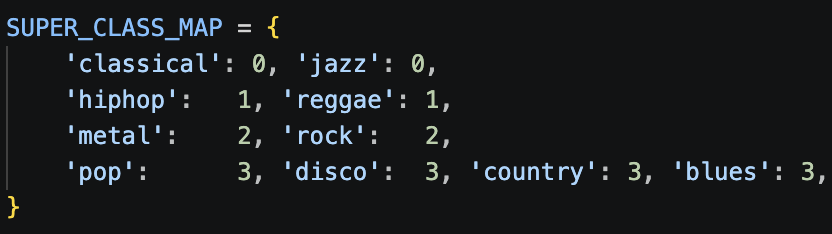 SUPER_CLASS_MAP = {
    'classical': 0, 'jazz': 0,
    'hiphop':   1, 'reggae': 1,
    'metal':    2, 'rock':   2,
    'pop':      3, 'disco':  3, 'country': 3, 'blues': 3,
}